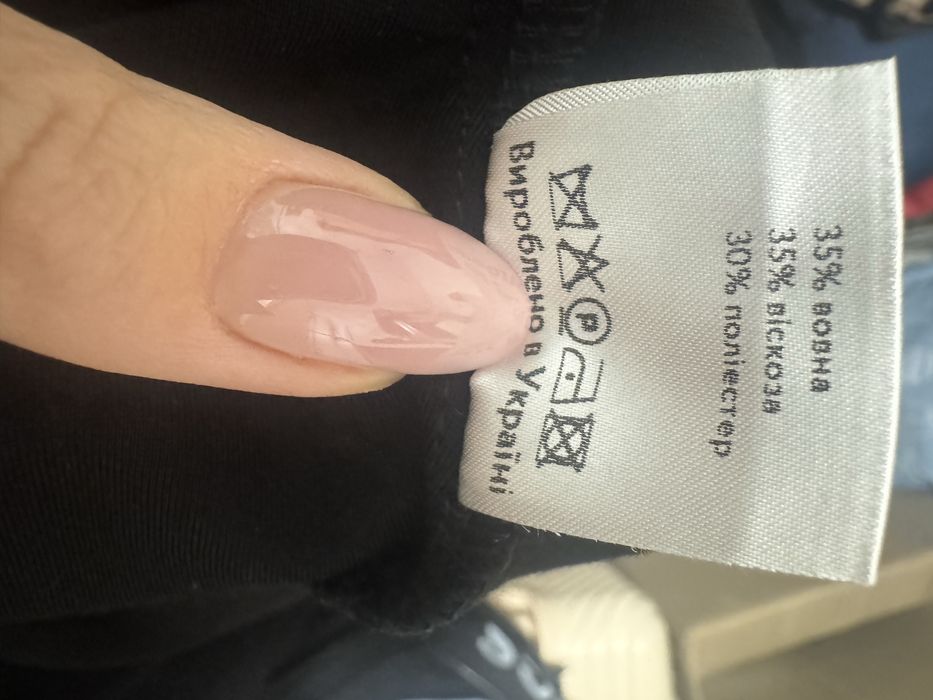 35% вовна
35% віскоза
30% поліестер
P
Вироблено в Україні